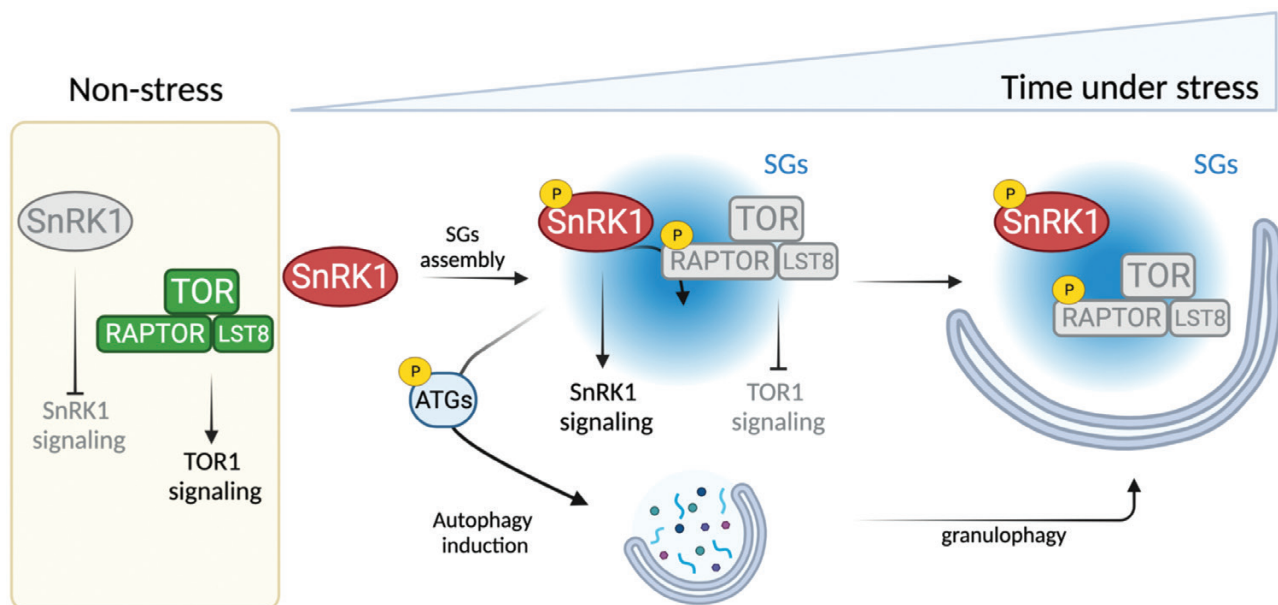 Non-stress
Time under stress
SnRK1
TOR
RAPTOR
LST8
SnRK1
signaling
TOR1
signaling
SnRK1
SGs
assembly
SGs
P
SnRK1
P
TOR
RAPTOR
LST8
P
ATGs
SnRK1
signaling
TOR1
signaling
Autophagy
induction
granulophagy
SGs
P
SnRK1
TOR
P
RAPTOR
LST8